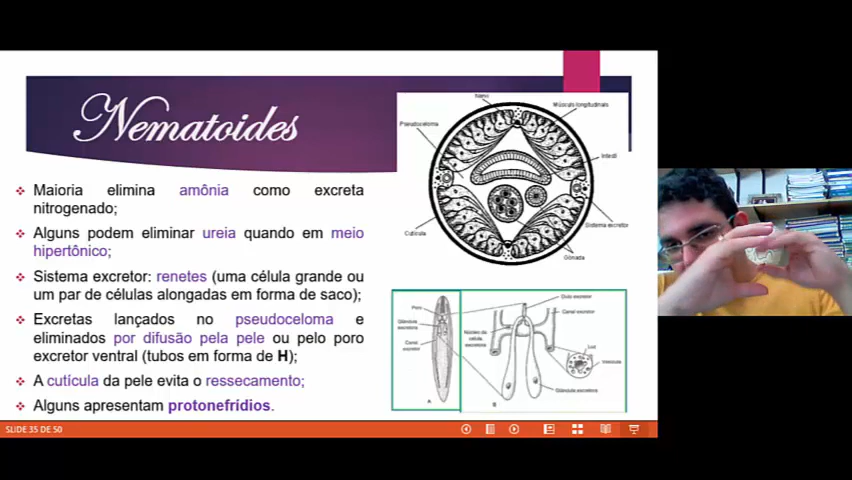 Nematoides
Maioria elimina amônia como excreta
nitrogenado;
Alguns podem eliminar ureia quando em meio
hipertônico;
Sistema excretor: renetes (uma célula grande ou
um par de células alongadas em forma de saco);
Excretas lançados no pseudoceloma e
eliminados por difusão pela pele ou pelo poro
excretor ventral (tubos em forma de H);
A cutícula da pele evita o ressecamento;
Alguns apresentam protonefrídios.
Nervo
Músculo longitudinais
Pseudoceloma
Intesti
Sistema excretor
Cutícula
Gônada
Poro
Glândula
excretora
Canal
excretor
A
Duto excretor
Canal excretor
Núcleo da
célula
excretora
Luz
Vesícula
Glândula excretora
B
SLIDE 35 DE 50